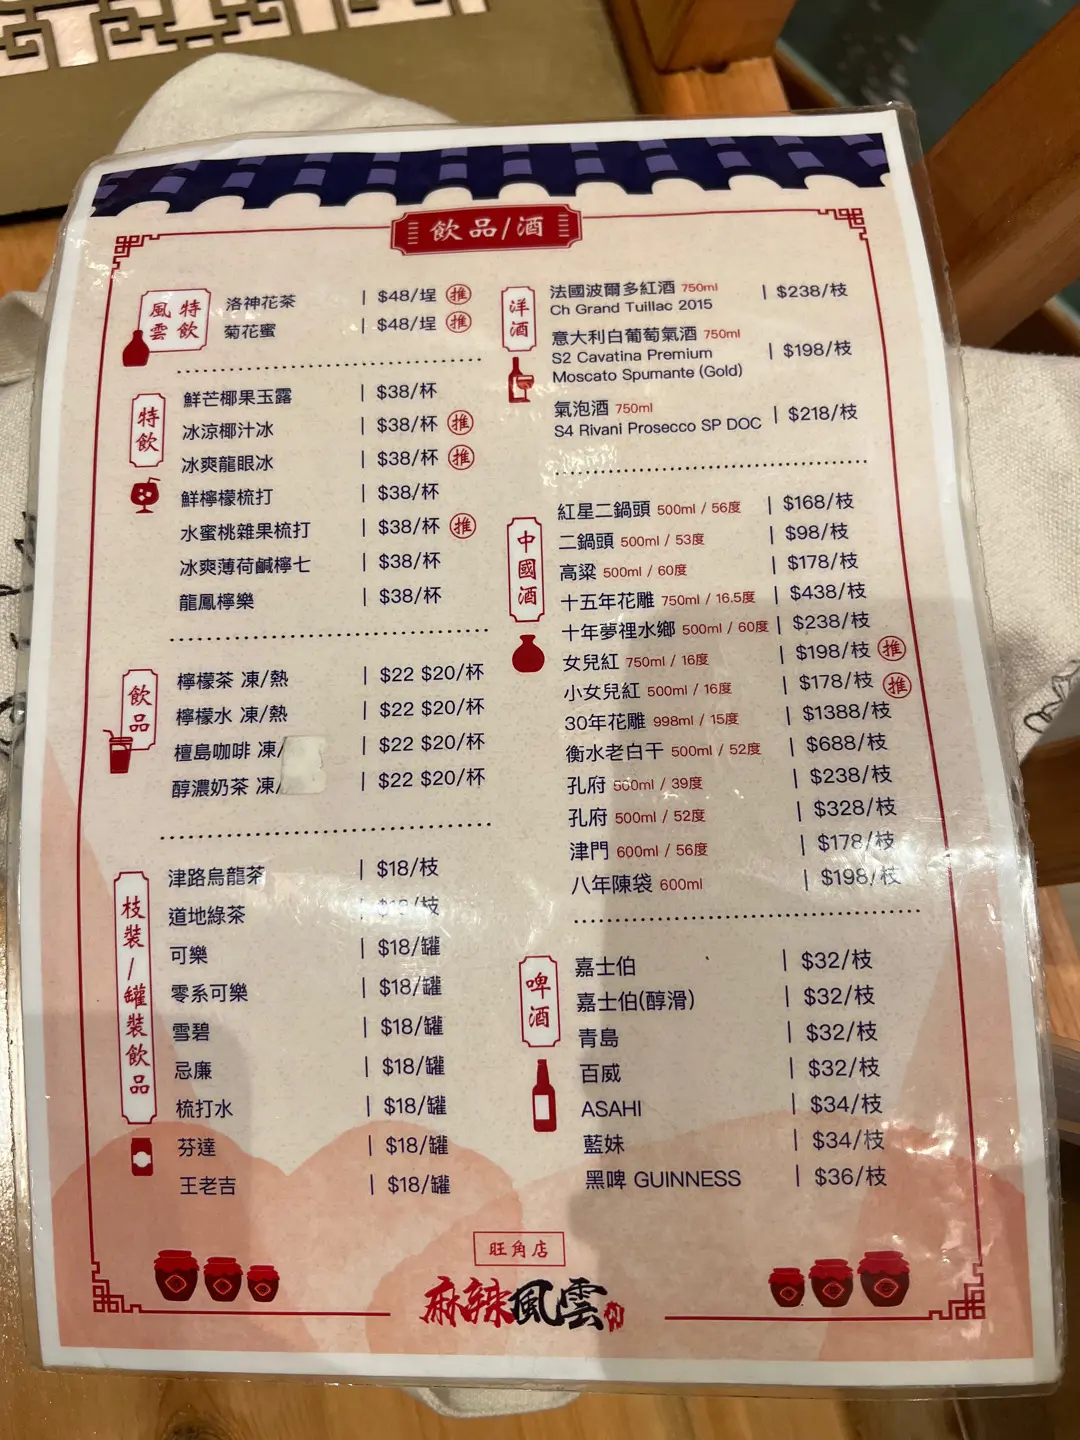 飲品/酒
風雲特飲
洛神花茶 | $48/埕 推
菊花蜜 | $48/埕 推
特飲
鮮芒椰果玉露 | $38/杯
冰涼椰汁冰 | $38/杯 推
冰爽龍眼冰 | $38/杯 推
鮮檸檬梳打 | $38/杯
水蜜桃雜果梳打 | $38/杯 推
冰爽薄荷鹹檸七 | $38/杯
龍鳳檸樂 | $38/杯
飲品
檸檬茶 凍/熱 | $22 $20/杯
檸檬水 凍/熱 | $22 $20/杯
檀島咖啡 凍/ | $22 $20/杯
醇濃奶茶 凍/ | $22 $20/杯
枝裝/罐裝飲品
津路烏龍茶 | $18/枝
道地綠茶 | /枝
可樂 | $18/罐
零系可樂 | $18/罐
雪碧 | $18/罐
忌廉 | $18/罐
梳打水 | $18/罐
芬達 | $18/罐
王老吉 | $18/罐
洋酒
法國波爾多紅酒 750ml | $238/枝
Ch Grand Tuillac 2015
意大利白葡萄氣酒 750ml
S2 Cavatina Premium | $198/枝
Moscato Spumante (Gold)
氣泡酒 750ml | $218/枝
S4 Rivani Prosecco SP DOC
中國酒
紅星二鍋頭 500ml / 56度 | $168/枝
二鍋頭 500ml / 53度 | $98/枝
高粱 500ml / 60度 | $178/枝
十五年花雕 750ml / 16.5度 | $438/枝
十年夢裡水鄉 500ml / 60度 | $238/枝
女兒紅 750ml / 16度 | $198/枝 推
小女兒紅 500ml / 16度 | $178/枝 推
30年花雕 998ml / 15度 | $1388/枝
衡水老白干 500ml / 52度 | $688/枝
孔府 500ml / 39度 | $238/枝
孔府 500ml / 52度 | $328/枝
津門 600ml / 56度 | $178/枝
八年陳袋 600ml | $198/枝
啤酒
嘉士伯 | $32/枝
嘉士伯(醇滑) | $32/枝
青島 | $32/枝
百威 | $32/枝
ASAHI | $34/枝
藍妹 | $34/枝
黑啤 GUINNESS | $36/枝
旺角店
麻辣風雲